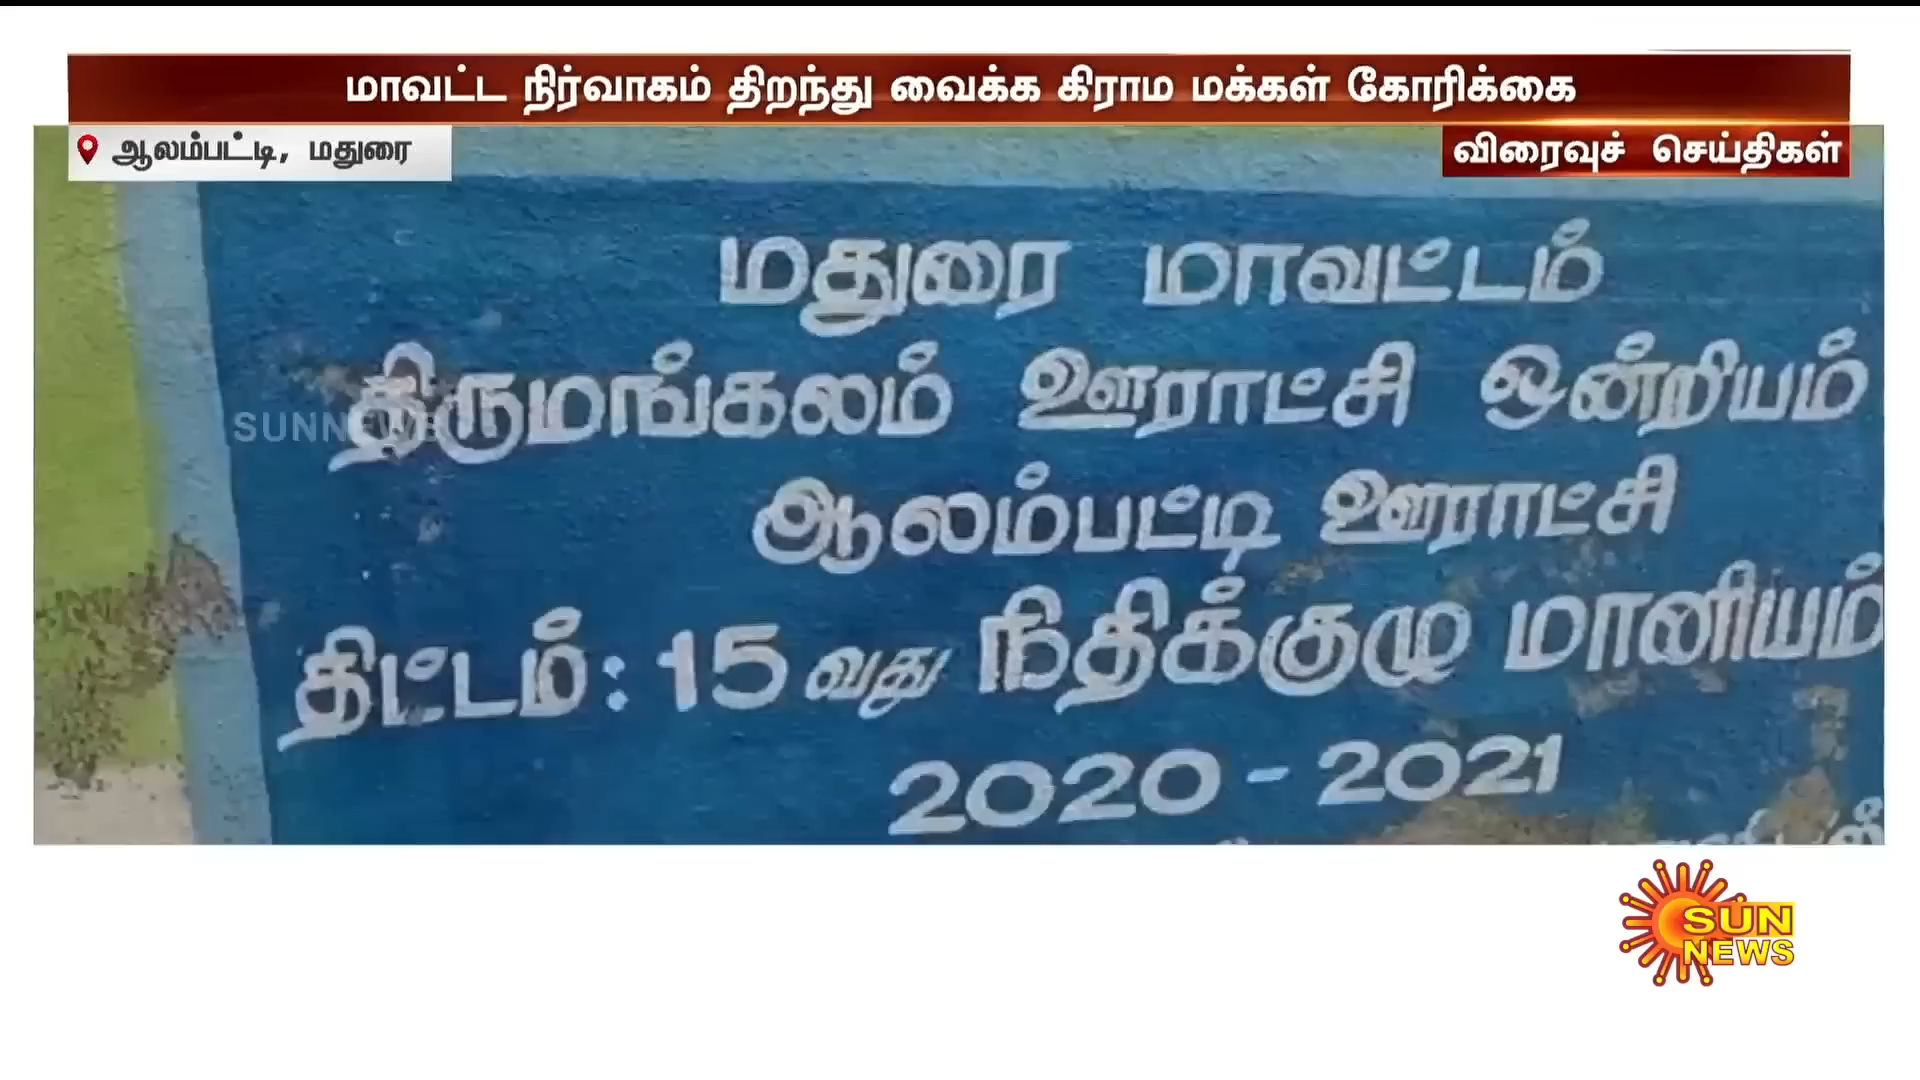 மாவட்ட நிர்வாகம் திறந்து வைக்க கிராம மக்கள் கோரிக்கை
ஆலம்பட்டி, மதுரை
விரைவுச் செய்திகள்
மதுரை மாவட்டம்
திருமங்கலம் ஊராட்சி ஒன்றியம்
SUNNEWS
ஆலம்பட்டி ஊராட்சி
திட்டம்: 15 வது நிதிக்குழு மானியம்
2020-2021
SUN
NEWS